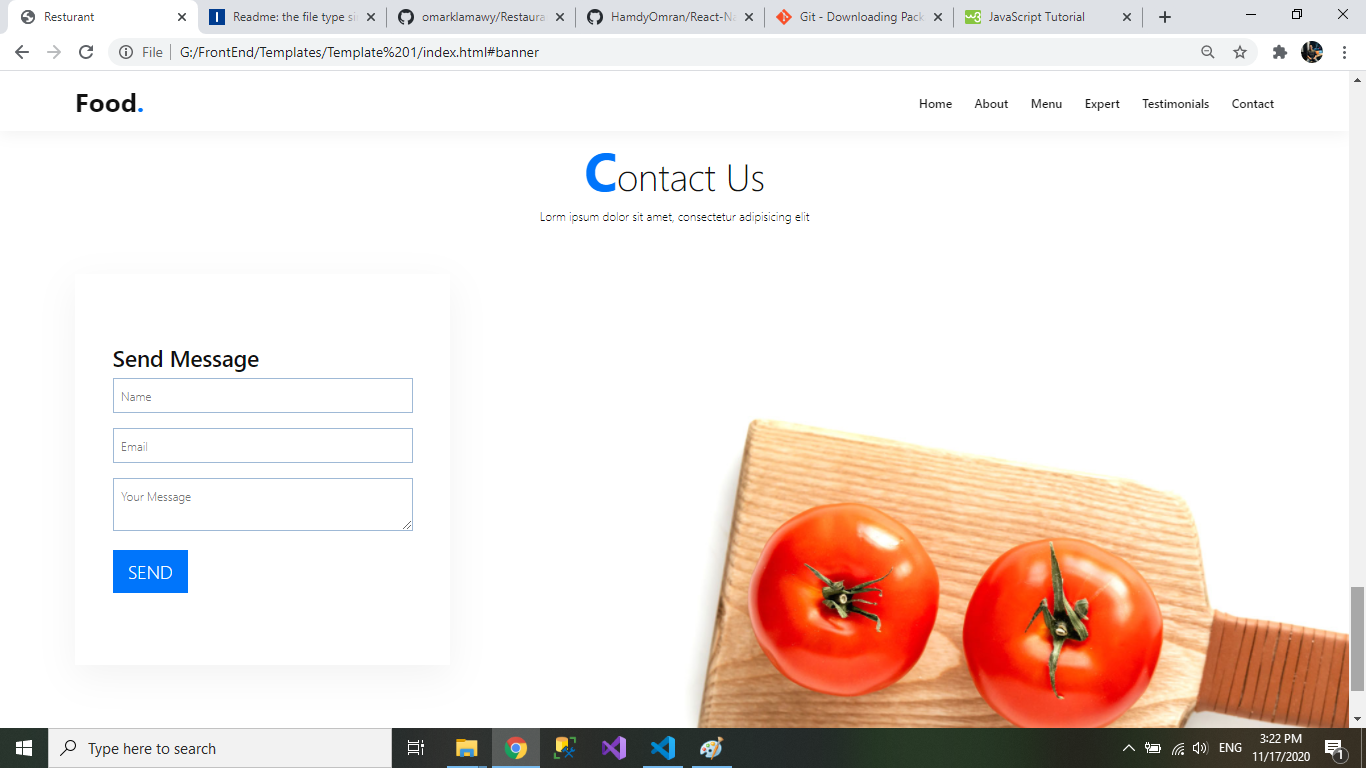 Resturant
Readme: the file type si
omarklamawy/Restaura
HamdyOmran/React-Na
Git - Downloading Pack
JavaScript Tutorial
File
G:/FrontEnd/Templates/Template%201/index.html#banner
Food.
Home
About
Menu
Expert
Testimonials
Contact
Contact Us
Lorm ipsum dolor sit amet, consectetur adipisicing elit
Send Message
Name
Email
Your Message
SEND
Type here to search
ENG
3:22 PM
11/17/2020
1